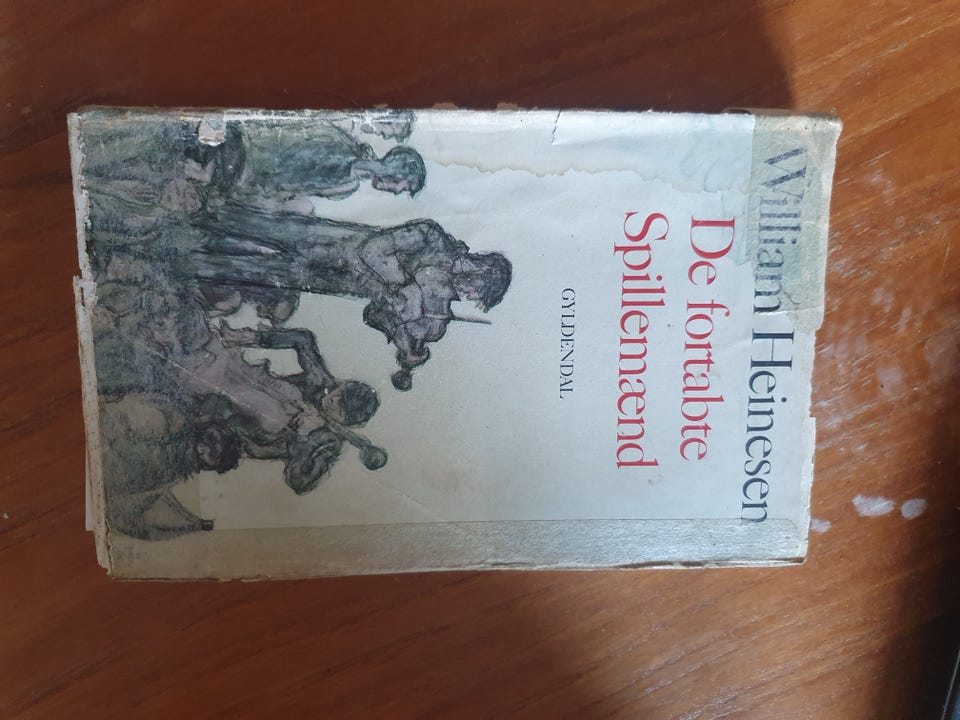 William Heinesen
De fortabte
Spillemænd
GYLDENDAL